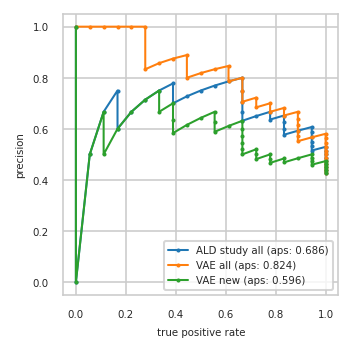 1.0
0.8
0.6
0.4
0.2
0.0
precision
ALD study all (aps: 0.686)
VAE all (aps: 0.824)
VAE new (aps: 0.596)
0.0 0.2 0.4 0.6 0.8 1.0
true positive rate